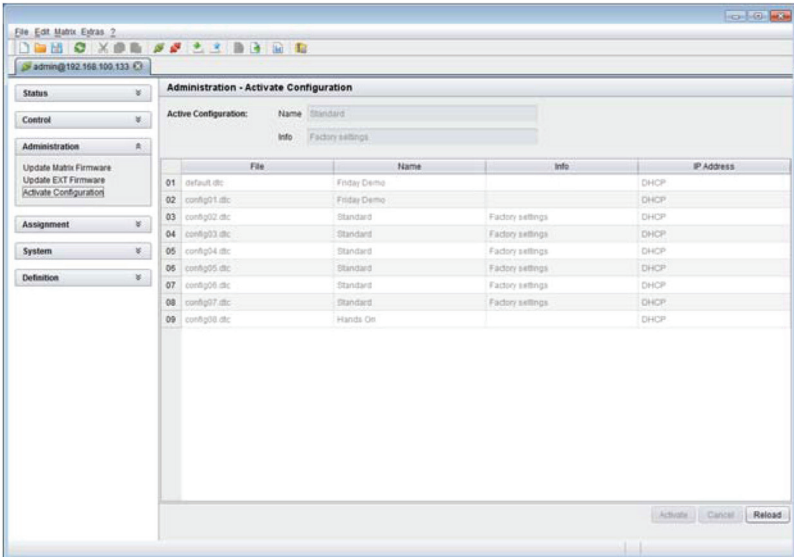 File Edit Matrix Extras ?
admin@192.168.100.133
Status
Control
Administration
Update Matrix Firmware
Update EXT Firmware
Activate Configuration
Assignment
System
Definition
Administration - Activate Configuration
Active Configuration: Name Standard
Info Factory settings
File Name Info IP Address
01 default.dtc Friday Demo DHCP
02 config01.dtc Friday Demo DHCP
03 config02.dtc Standard Factory settings DHCP
04 config03.dtc Standard Factory settings DHCP
05 config04.dtc Standard Factory settings DHCP
06 config05.dtc Standard Factory settings DHCP
07 config06.dtc Standard Factory settings DHCP
08 config07.dtc Standard Factory settings DHCP
09 config08.dtc Hands On DHCP
Activate Cancel Reload